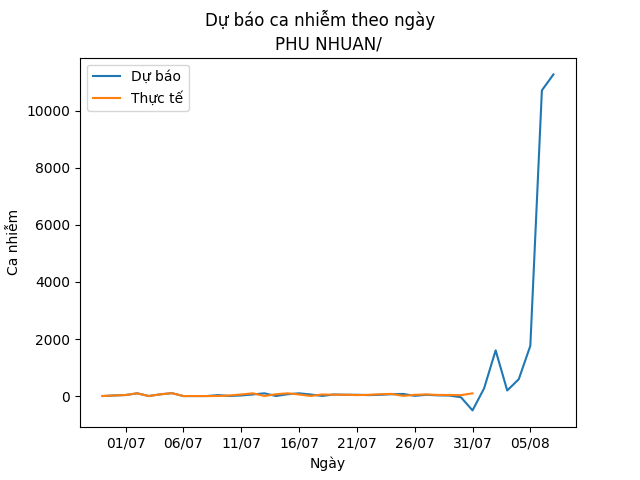 Dự báo ca nhiễm theo ngày
PHU NHUAN/
Dự báo
Thực tế
10000
8000
6000
4000
2000
0
Ca nhiễm
01/07
06/07
11/07
16/07
21/07
26/07
31/07
05/08
Ngày